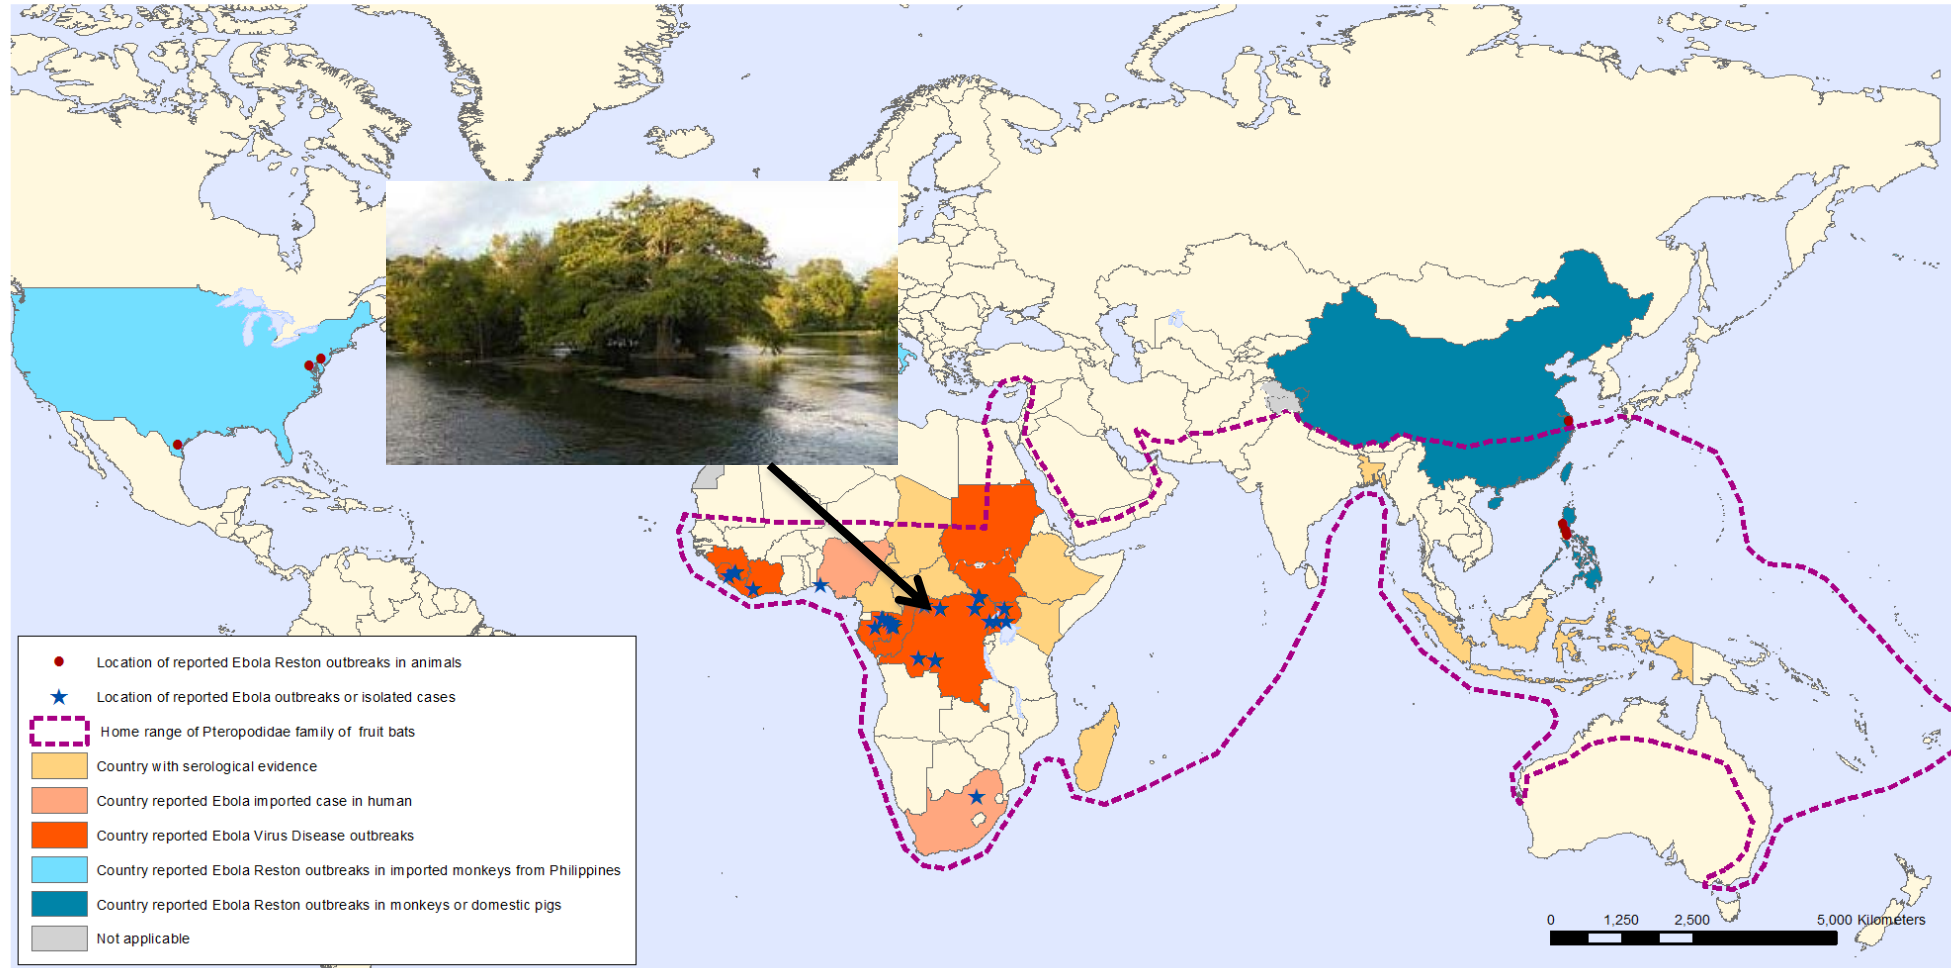 Location of reported Ebola Reston outbreaks in animals
Location of reported Ebola outbreaks or isolated cases
Home range of Pteropodidae family of fruit bats
Country with serological evidence
Country reported Ebola imported case in human
Country reported Ebola Virus Disease outbreaks
Country reported Ebola Reston outbreaks in imported monkeys from Philippines
Country reported Ebola Reston outbreaks in monkeys or domestic pigs
Not applicable
0 1,250 2,500 5,000 Kilometers